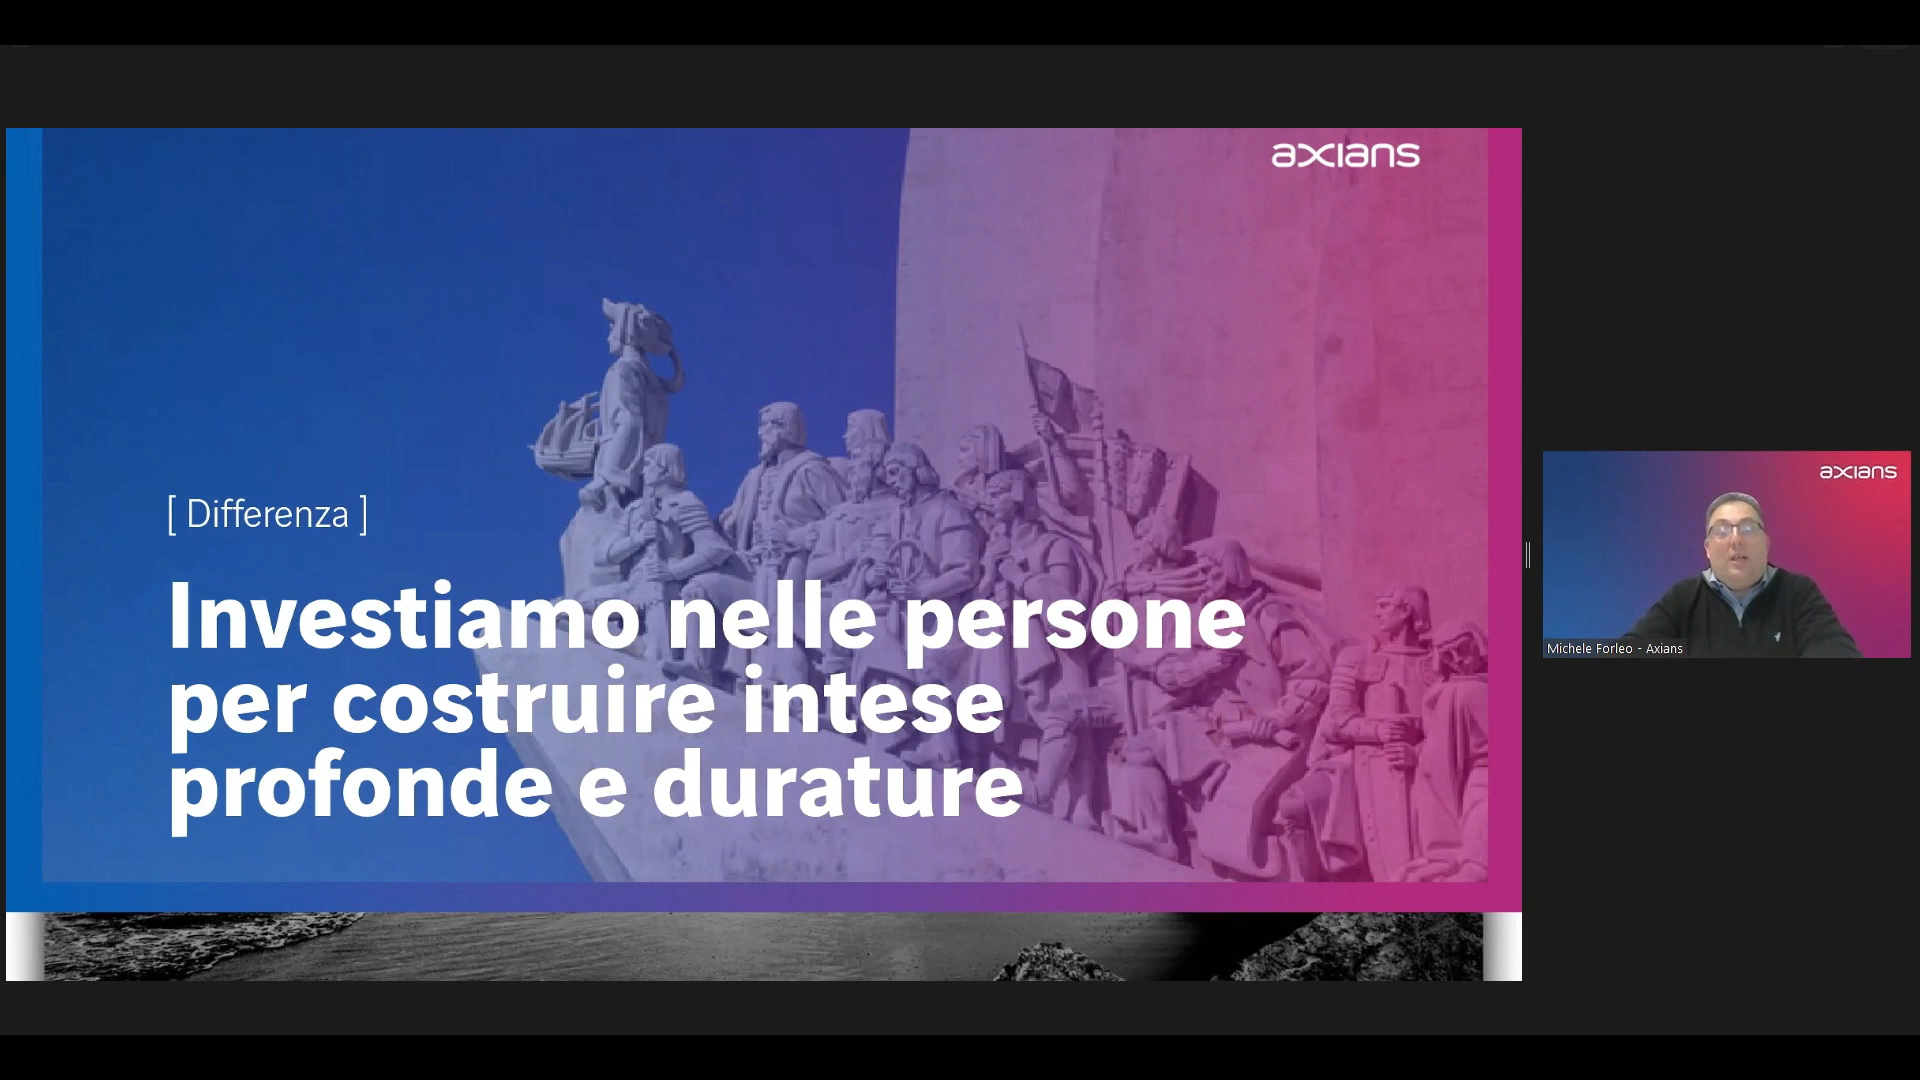 axians
[ Differenza ]
Investiamo nelle persone
per costruire intese
profonde e durature
axians
Michele Forleo - Axians